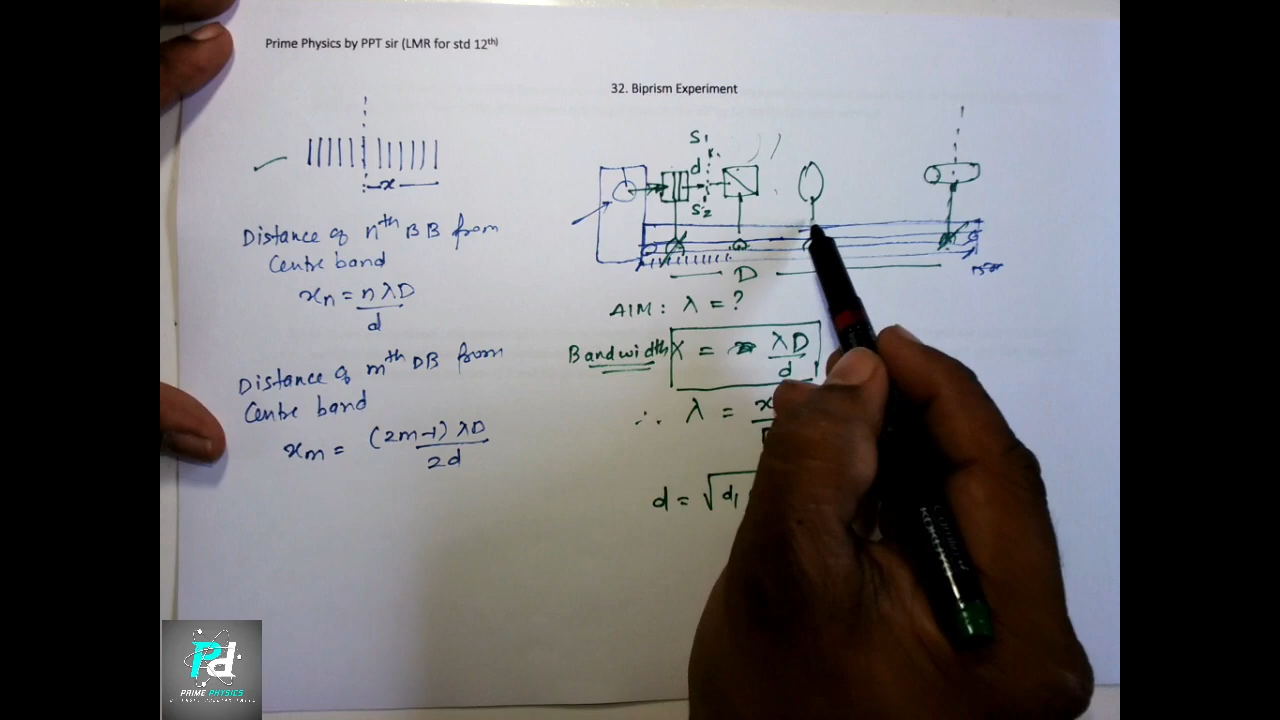 Prime Physics by PPT sir (LMR for std 12th)
32. Biprism Experiment
x
Distance of nth BB from
Centre band
xn = nλD
d
Distance of mth DB from
Centre band
xm = (2m-1) λD
2d
S1
d
S2
D
AIM: λ = ?
Bandwidth X = λD
d
∴ λ = x
d = √d1
Pd
PRIME PHYSICS